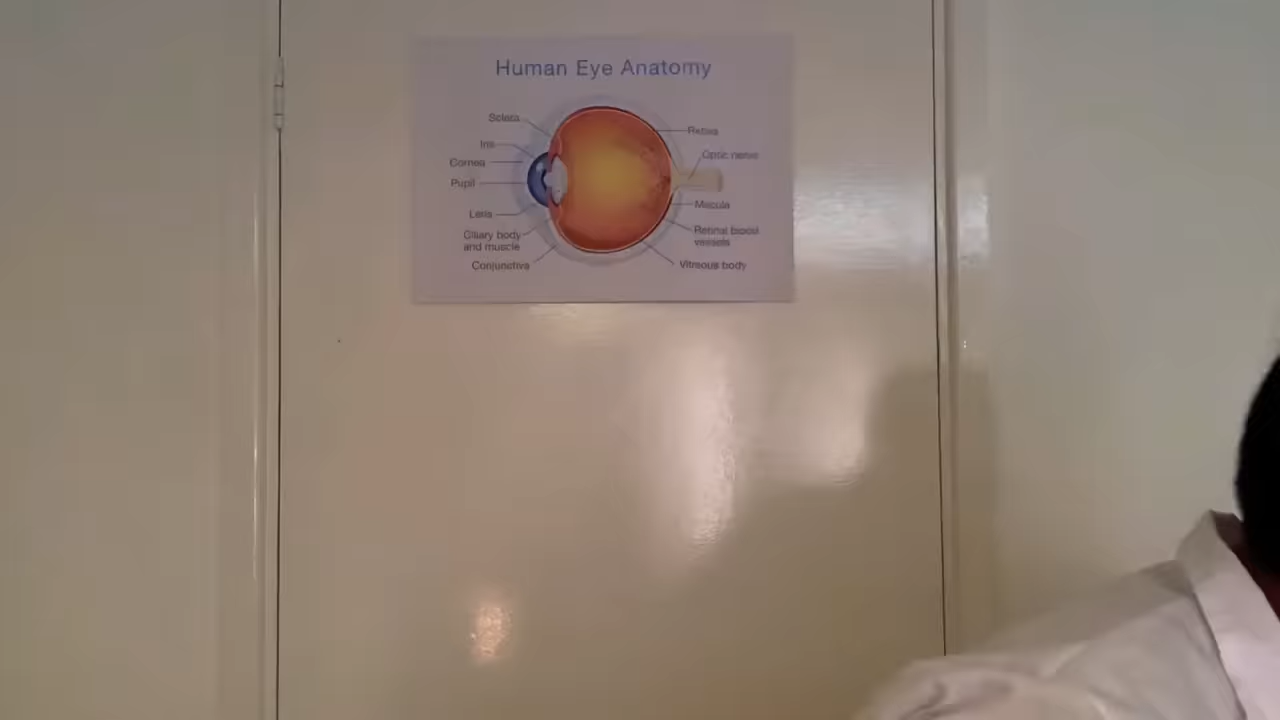 Human Eye Anatomy
Sclera
Iris
Cornea
Pupil
Lens
Ciliary body
and muscle
Conjunctiva
Retina
Optic nerve
Macula
Retinal blood
vessels
Vitreous body